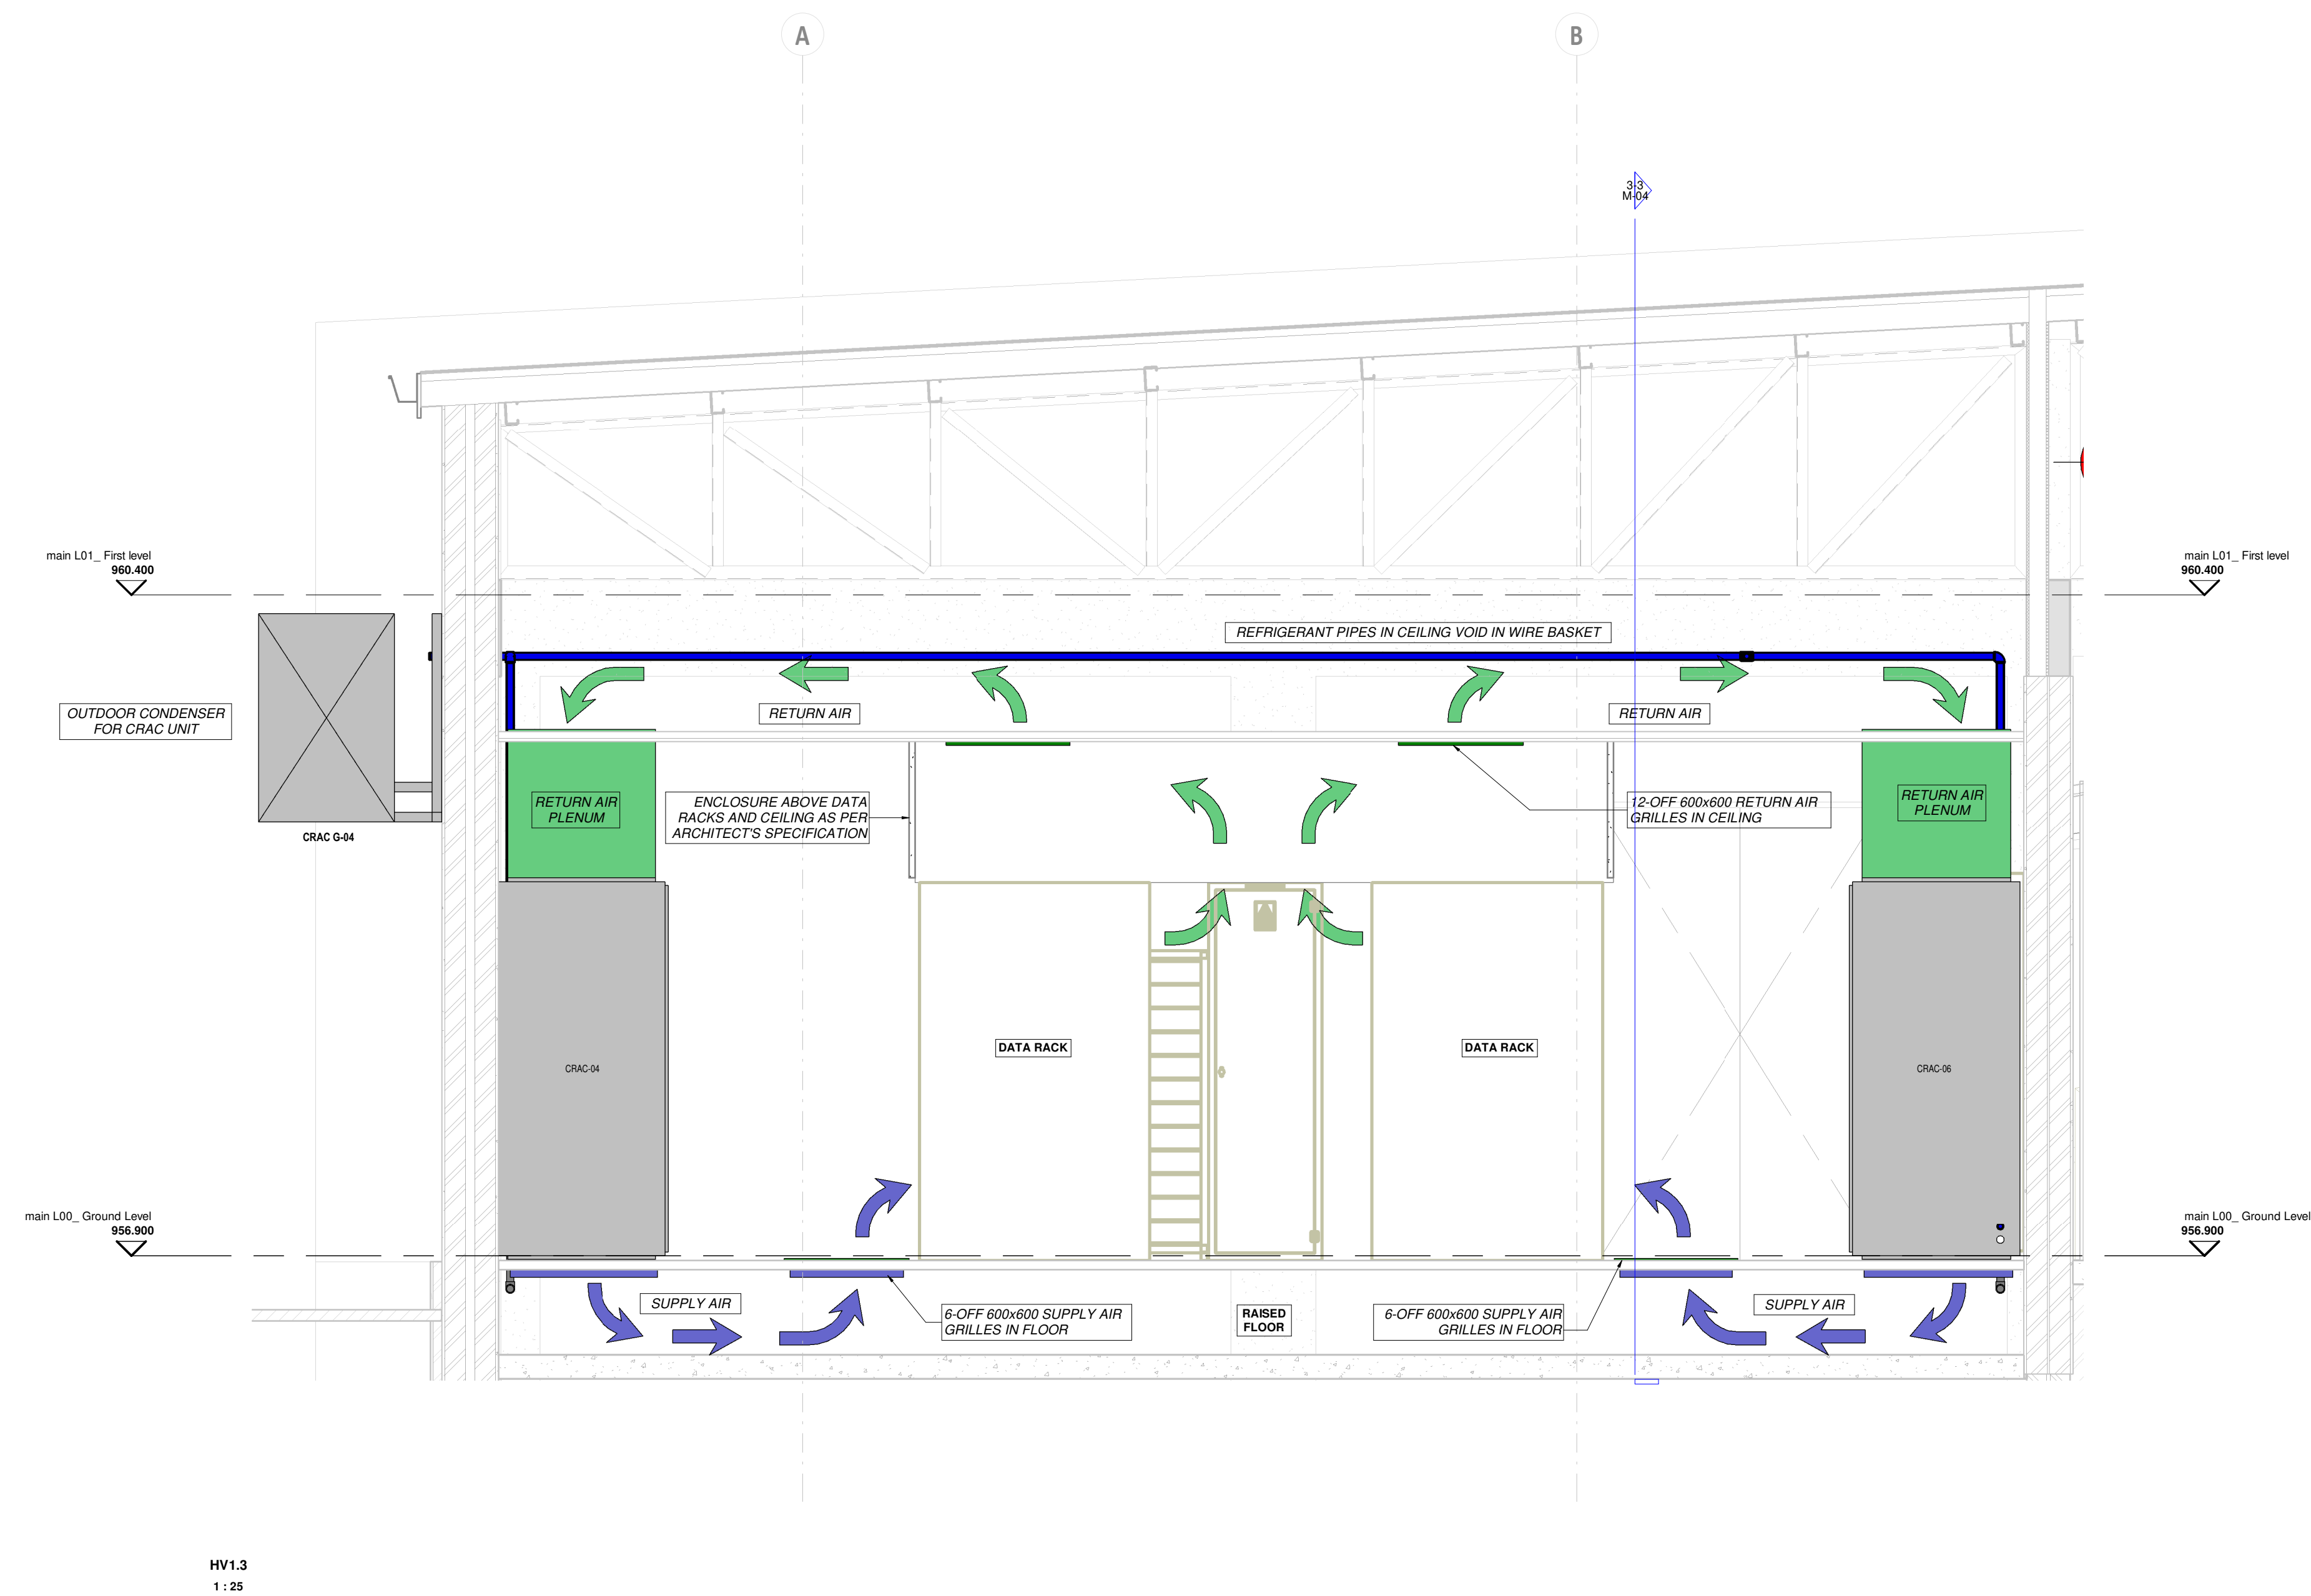 A
B
3-3
M-04
main L01_ First level
960.400
main L01_ First level
960.400
REFRIGERANT PIPES IN CEILING VOID IN WIRE BASKET
OUTDOOR CONDENSER
FOR CRAC UNIT
RETURN AIR
RETURN AIR
RETURN AIR
PLENUM
ENCLOSURE ABOVE DATA
RACKS AND CEILING AS PER
ARCHITECT'S SPECIFICATION
12-OFF 600x600 RETURN AIR
GRILLES IN CEILING
RETURN AIR
PLENUM
CRAC G-04
DATA RACK
DATA RACK
CRAC-04
CRAC-06
main L00_ Ground Level
956.900
main L00_ Ground Level
956.900
SUPPLY AIR
6-OFF 600x600 SUPPLY AIR
GRILLES IN FLOOR
RAISED
FLOOR
6-OFF 600x600 SUPPLY AIR
GRILLES IN FLOOR
SUPPLY AIR
HV1.3
1 : 25